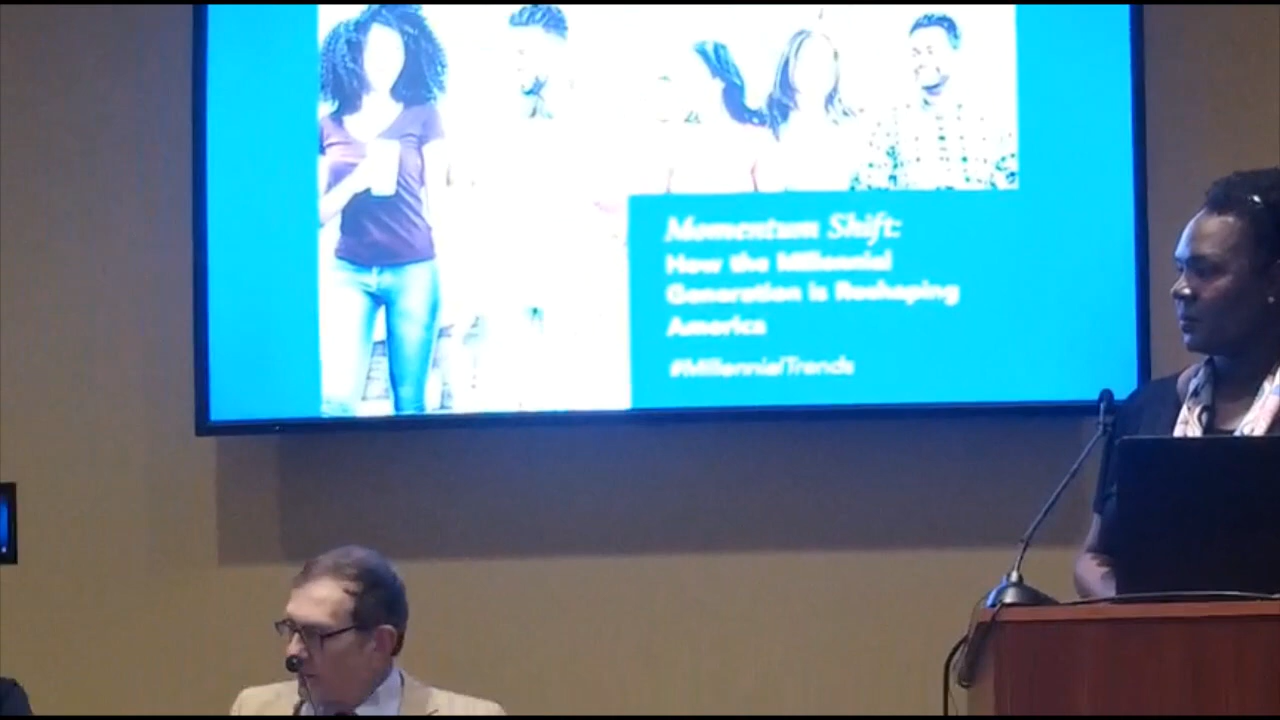 Momentum Shift:
How the Millennial
Generation is Reshaping
America
#MillennialTrends